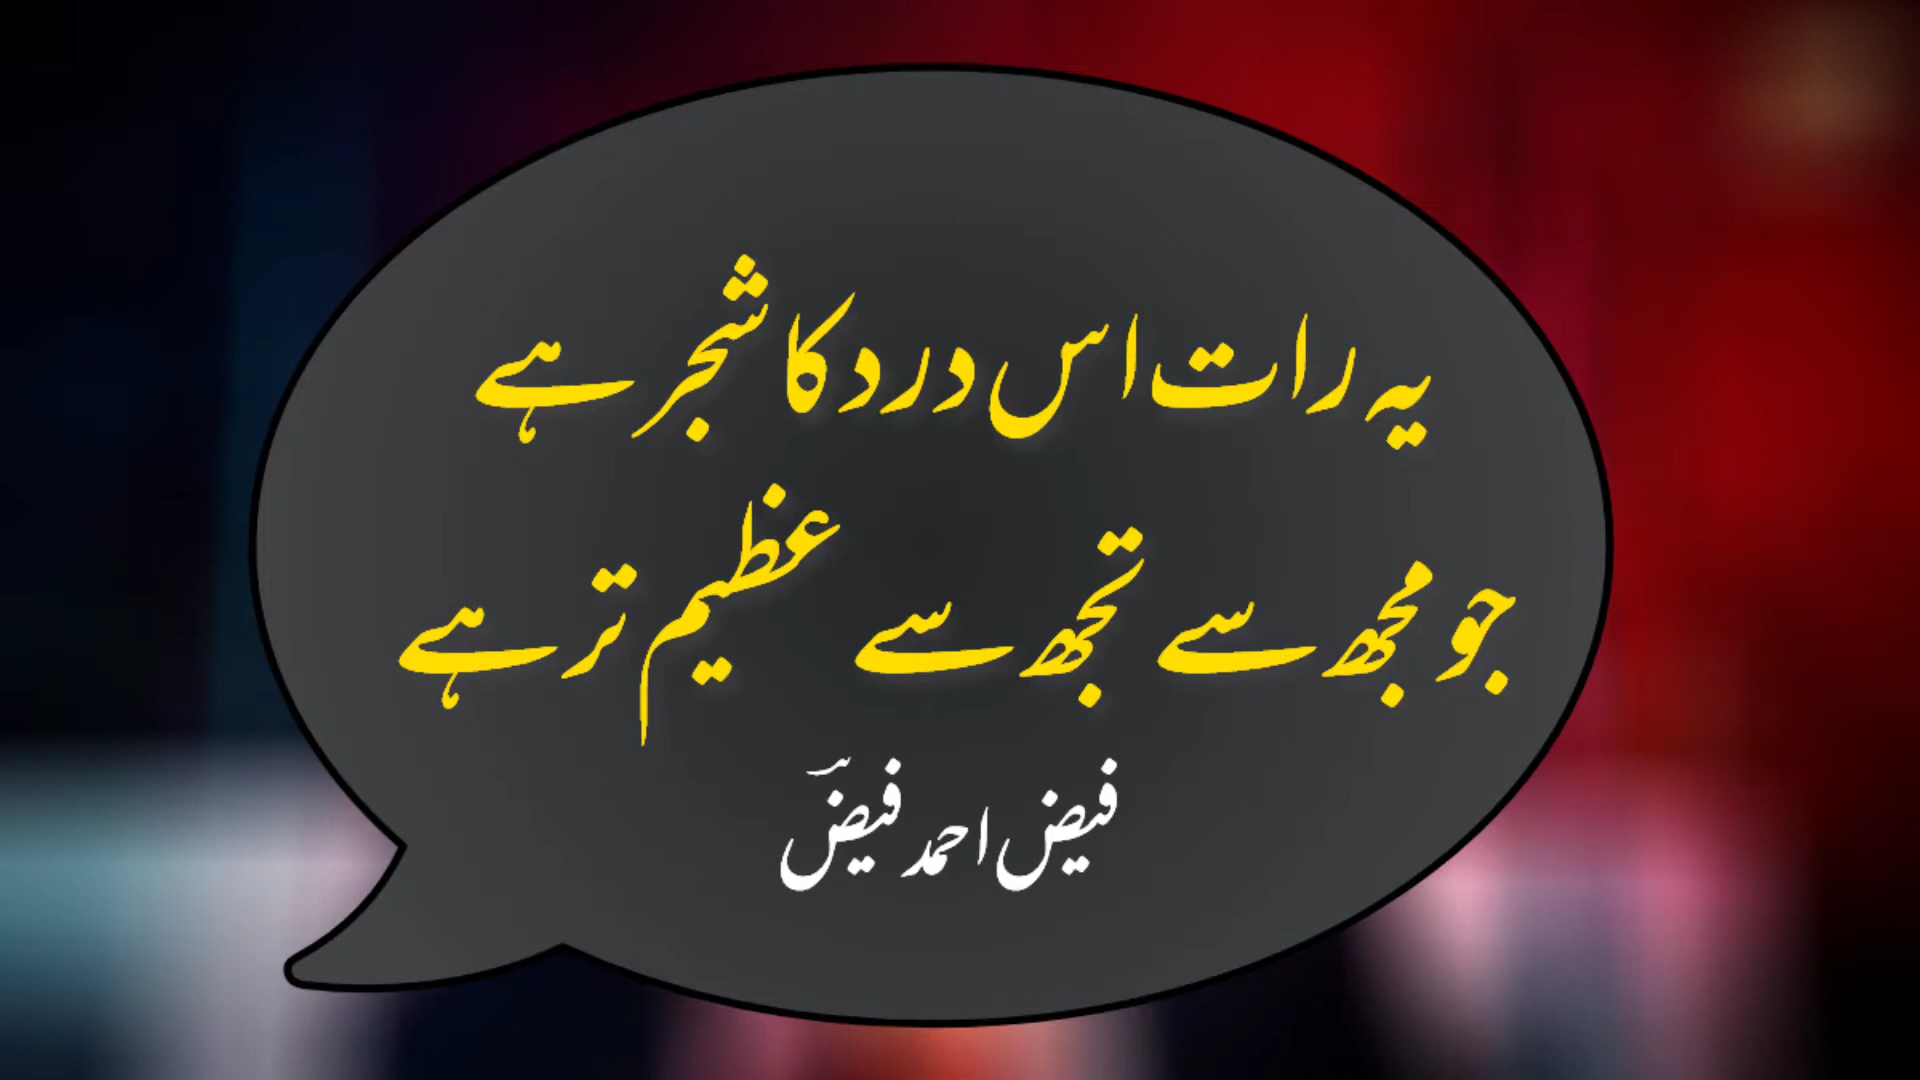 یہ رات اس درد کا شجر ہے
جو مجھ سے تجھ سے عظیم تر ہے
فیض احمد فیضؔ